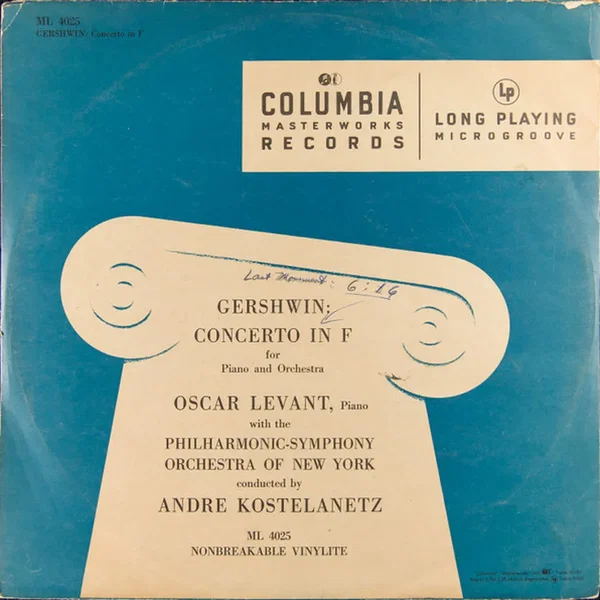 ML 4025
GERSHWIN: Concerto in F
COLUMBIA
MASTERWORKS
RECORDS
Lp
LONG PLAYING
MICROGROOVE
Last Movement: 6:16
GERSHWIN:
CONCERTO IN F
for
Piano and Orchestra
OSCAR LEVANT, Piano
with the
PHILHARMONIC-SYMPHONY
ORCHESTRA OF NEW YORK
conducted by
ANDRE KOSTELANETZ
ML 4025
NONBREAKABLE VINYLITE